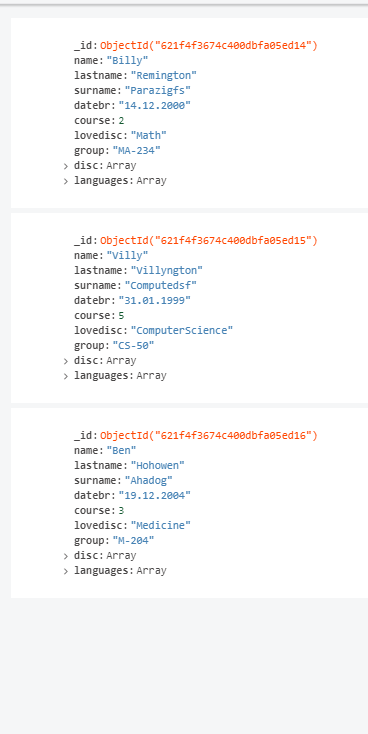 _id: ObjectId("621f4f3674c400dbfa05ed14")
name: "Billy"
lastname: "Remington"
surname: "Parazigfs"
datebr: "14.12.2000"
course: 2
lovedisc: "Math"
group: "MA-234"
> disc: Array
> languages: Array
_id: ObjectId("621f4f3674c400dbfa05ed15")
name: "Villy"
lastname: "Villyngton"
surname: "Computedsf"
datebr: "31.01.1999"
course: 5
lovedisc: "ComputerScience"
group: "CS-50"
> disc: Array
> languages: Array
_id: ObjectId("621f4f3674c400dbfa05ed16")
name: "Ben"
lastname: "Hohowen"
surname: "Ahadog"
datebr: "19.12.2004"
course: 3
lovedisc: "Medicine"
group: "M-204"
> disc: Array
> languages: Array